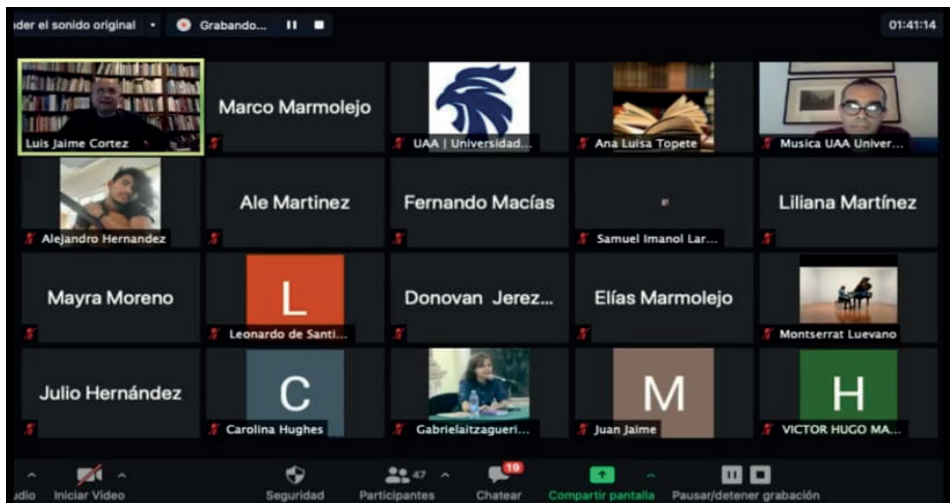 nder el sonido original
Grabando...
01:41:14
Luis Jaime Cortez
Marco Marmolejo
UAA | Universidad...
Ana Luisa Topete
Musica UAA Univer...
Alejandro Hernandez
Ale Martinez
Fernando Macías
Samuel Imanol Lar...
Liliana Martínez
Mayra Moreno
L
Leonardo de Santi...
Donovan Jerez...
Elías Marmolejo
Montserrat Luevano
Julio Hernández
C
Carolina Hughes
Gabrielaitzagueri...
M
Juan Jaime
H
VICTOR HUGO MA...
udio
Iniciar Video
Seguridad
47
Participantes
19
Chatear
Compartir pantalla
Pausar/detener grabación